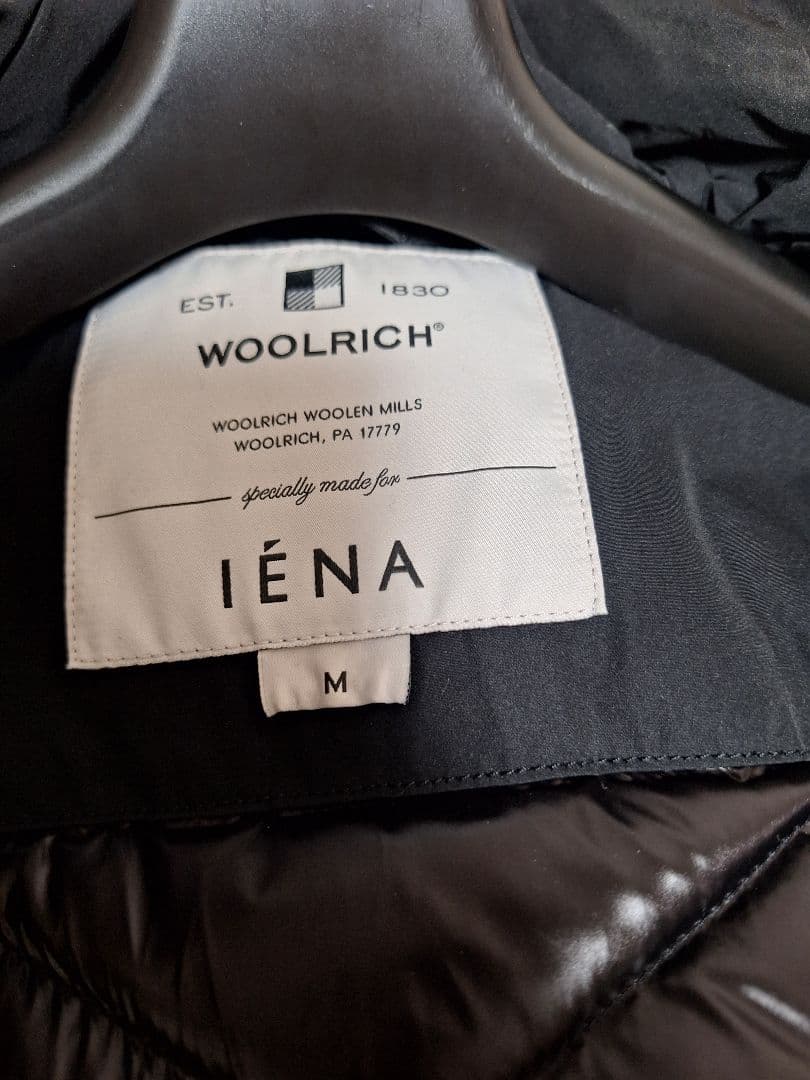 EST. 1830
WOOLRICH®
WOOLRICH WOOLEN MILLS
WOOLRICH, PA 17779
specially made for
IÉNA
M